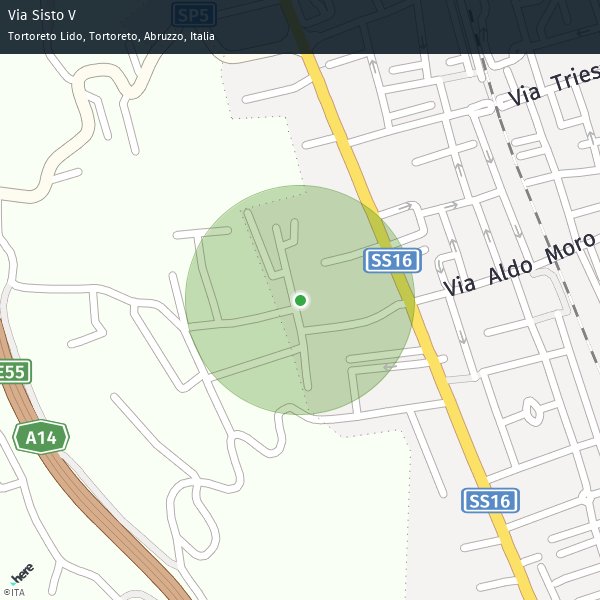 Via Sisto V
Tortoreto Lido, Tortoreto, Abruzzo, Italia
SP5
Via Tries
SS16
Via Aldo Moro
E55
A14
SS16
here
©ITA